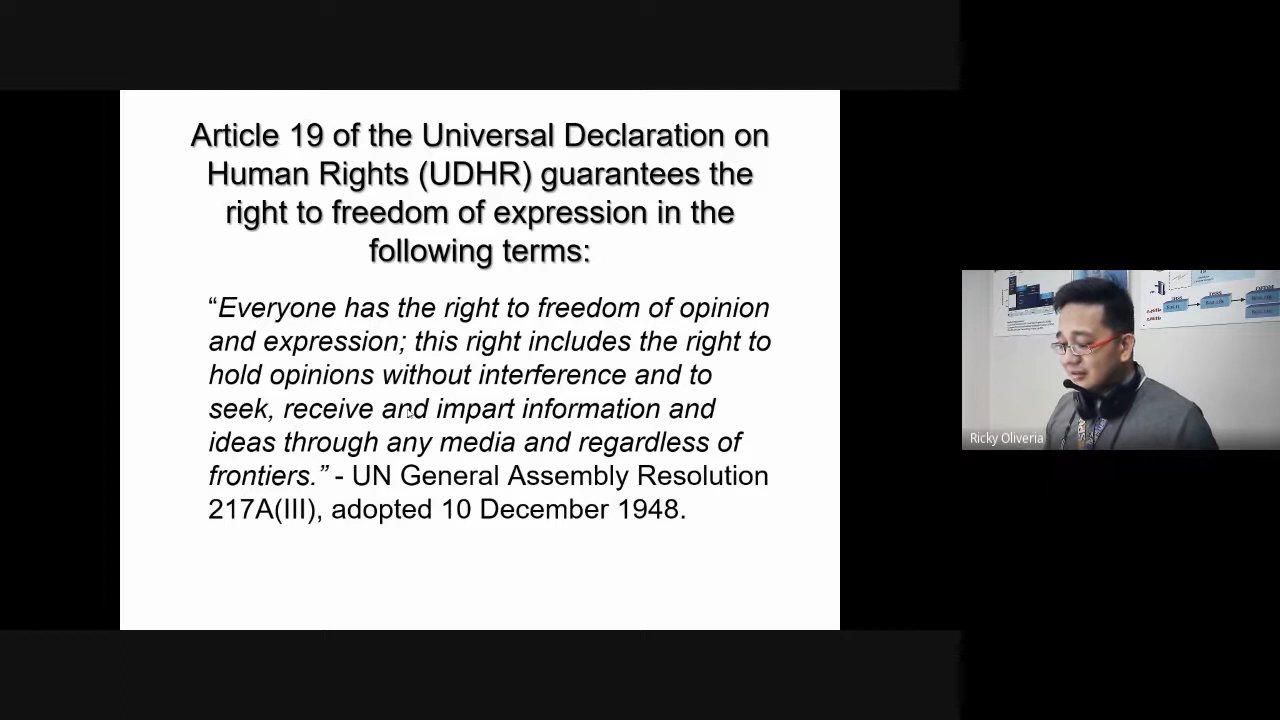 Article 19 of the Universal Declaration on
Human Rights (UDHR) guarantees the
right to freedom of expression in the
following terms:
“Everyone has the right to freedom of opinion
and expression; this right includes the right to
hold opinions without interference and to
seek, receive and impart information and
ideas through any media and regardless of
frontiers.” - UN General Assembly Resolution
217A(III), adopted 10 December 1948.
Ricky Oliveria